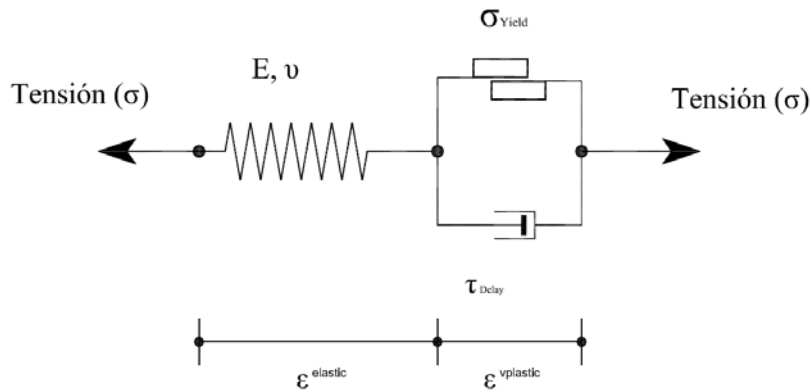 σYield
E, υ
Tensión (σ)
Tensión (σ)
τDelay
εelastic
εvplastic